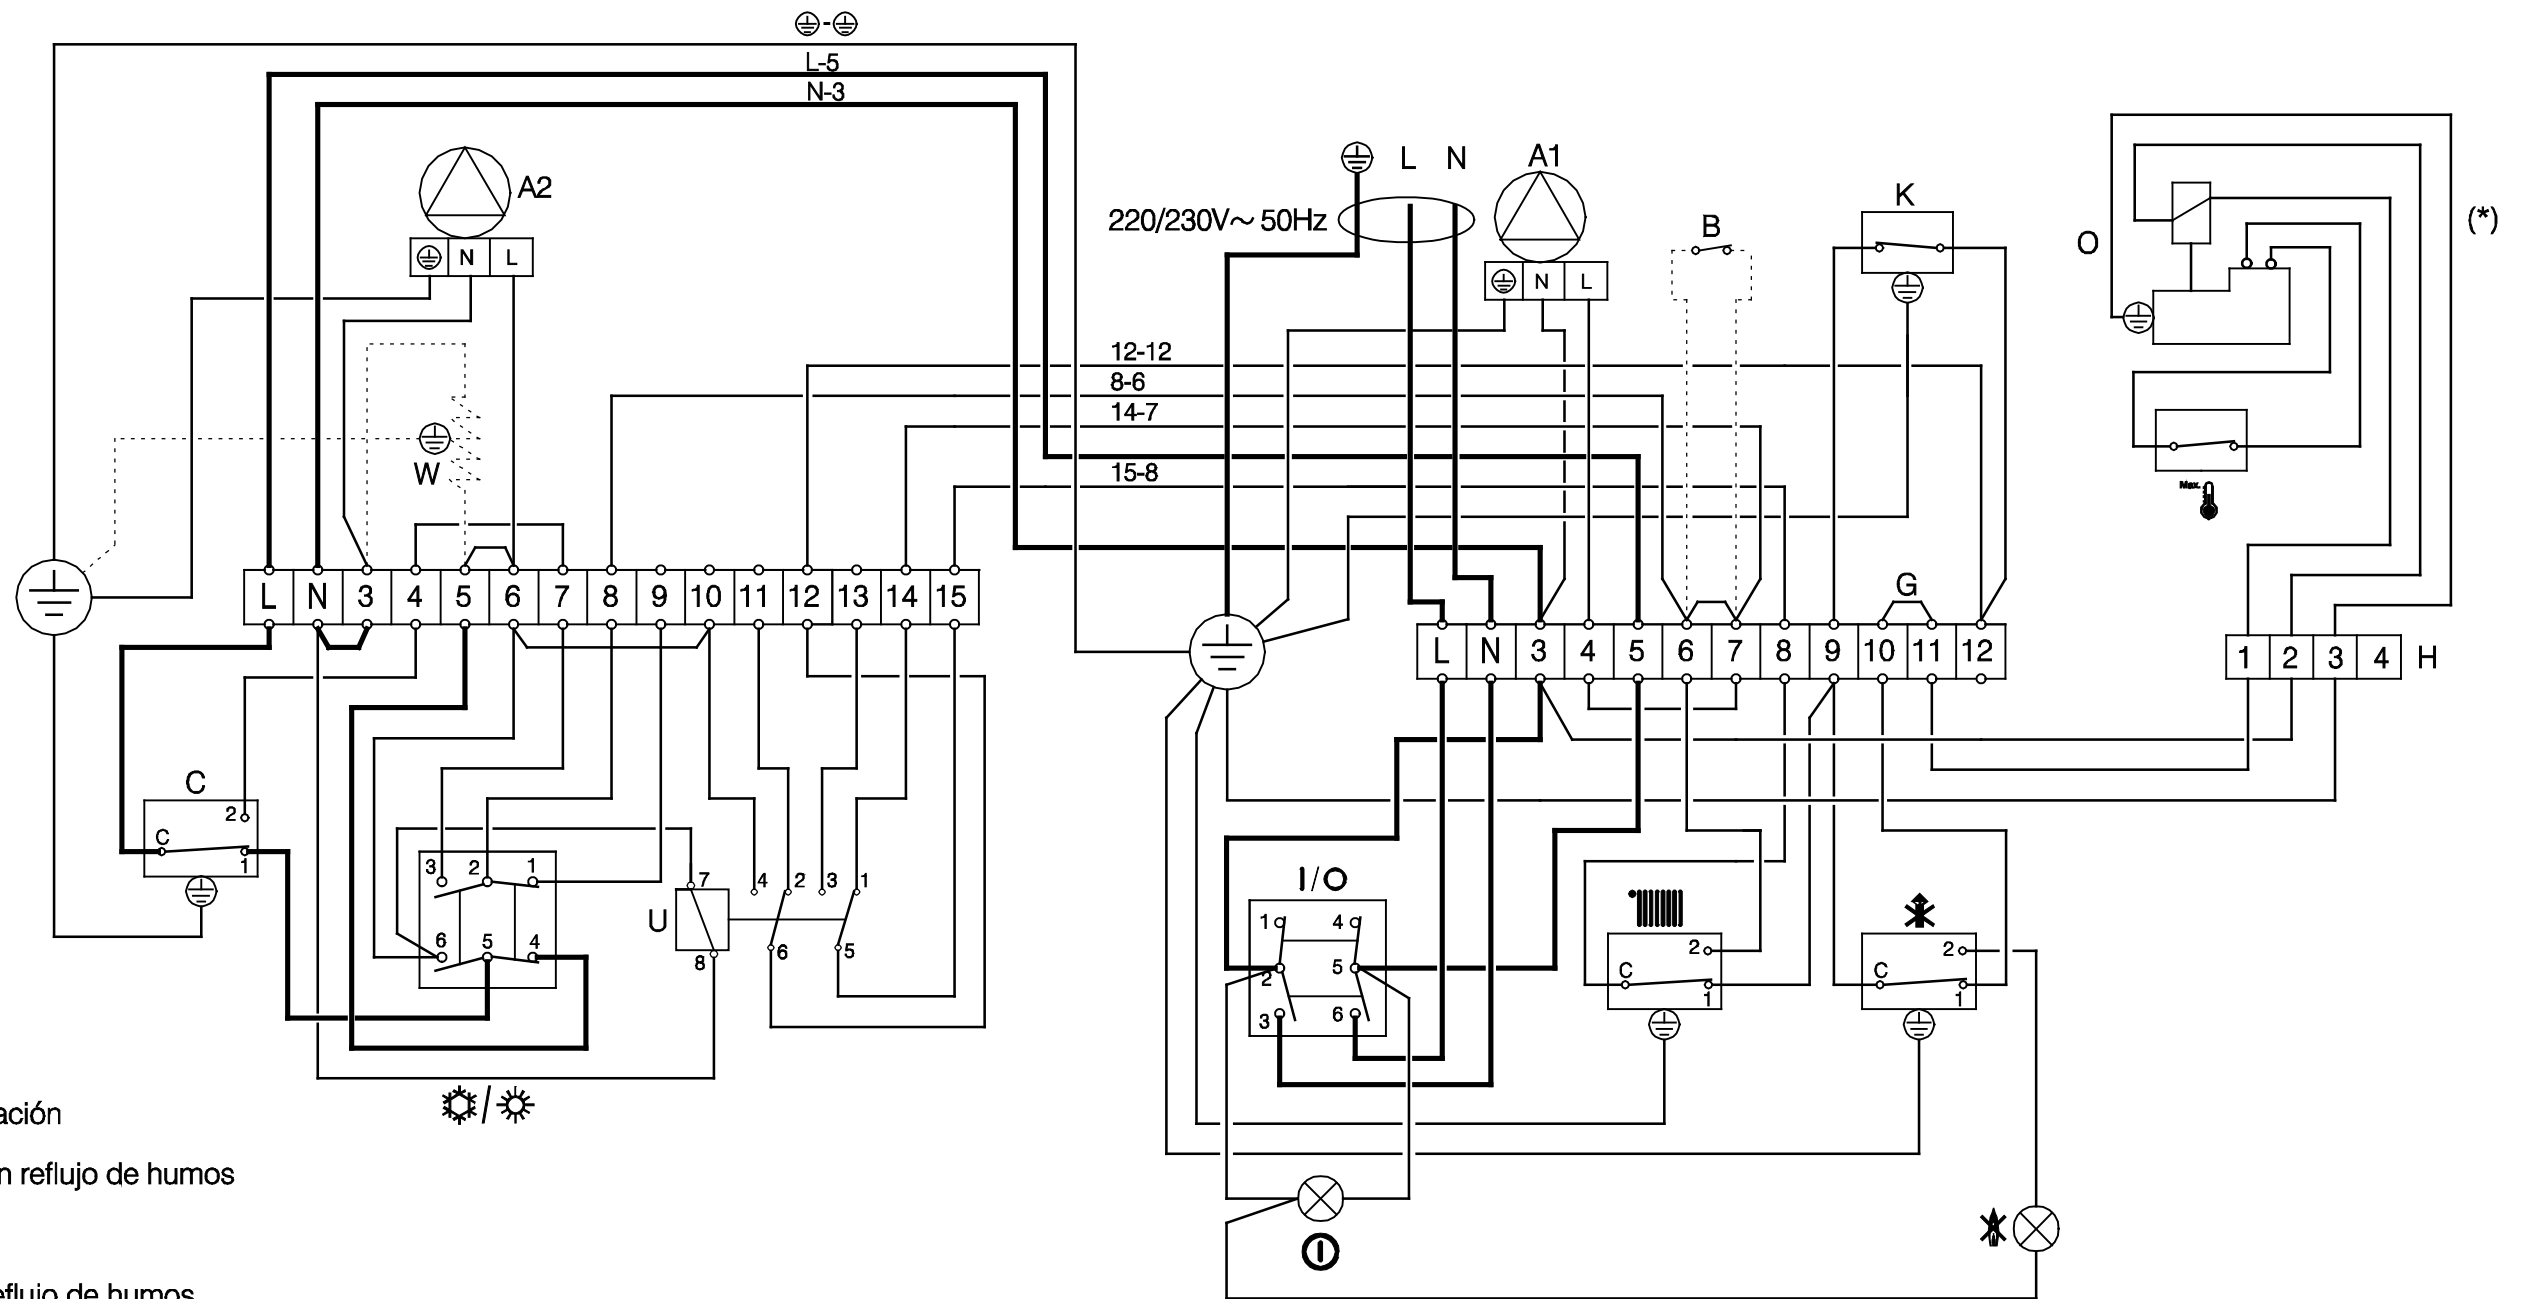 L-5
N-3
A2
N L
W
L N
A1
220/230V~ 50Hz
N L
B
K
O
(*)
12-12
8-6
14-7
15-8
Max.
L N 3 4 5 6 7 8 9 10 11 12 13 14 15
G
L N 3 4 5 6 7 8 9 10 11 12
1 2 3 4 H
C
2
C
1
3 2 1
6 5 4
U
7
8
4 2 3 1
6 5
I/O
1 4
2 5
3 6
2
C
1
2
C
1
ación
n reflujo de humos
eflujo de humos